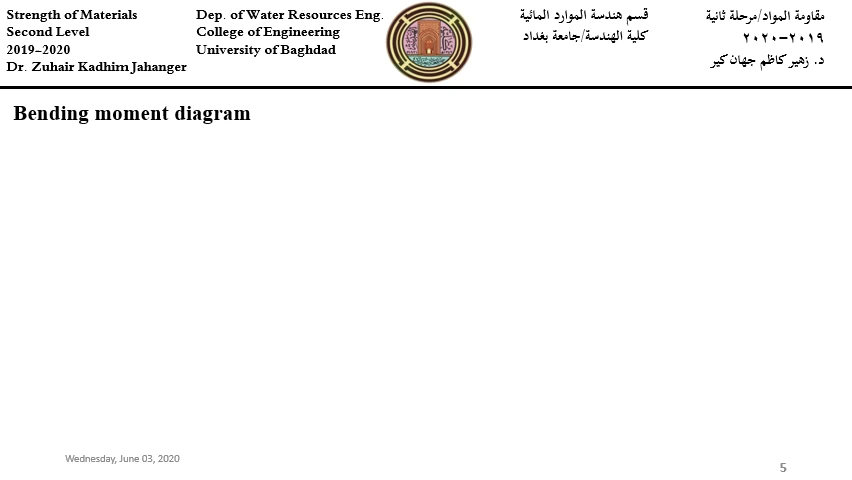 Strength of Materials
Second Level
2019-2020
Dr. Zuhair Kadhim Jahanger
Dep. of Water Resources Eng.
College of Engineering
University of Baghdad
قسم هندسة الموارد المائية
كلية الهندسة/جامعة بغداد
مقاومة المواد/مرحلة ثانية
٢٠١٩-٢٠٢٠
د. زهير كاظم جهان كير
Bending moment diagram
Wednesday, June 03, 2020
5